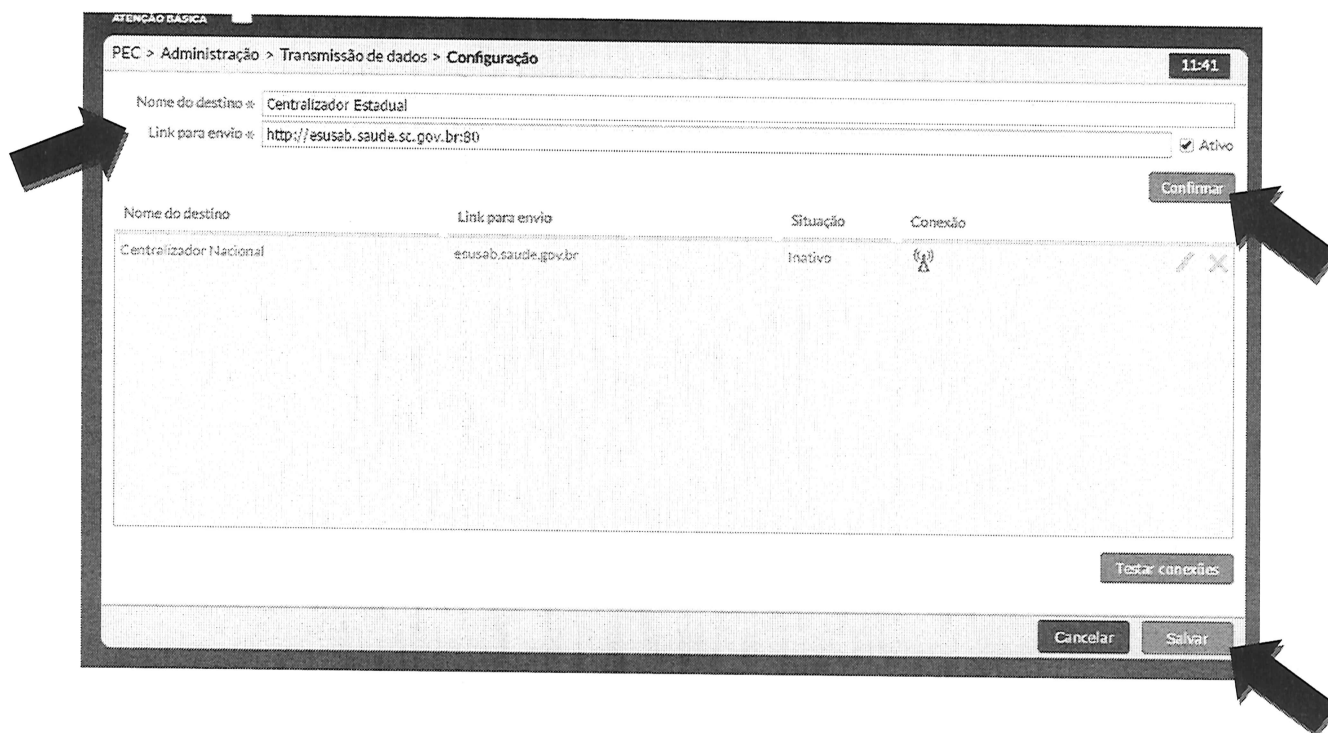 ATENÇÃO BÁSICA
PEC > Administração > Transmissão de dados > Configuração
11:41
Nome do destino * Centralizador Estadual
Link para envio * http://esusab.saude.sc.gov.br:80
Ativo
Confirmar
Nome do destino Link para envio Situação Conexão
Centralizador Nacional esusab.saude.gov.br Inativo
Testar conexões
Cancelar Salvar